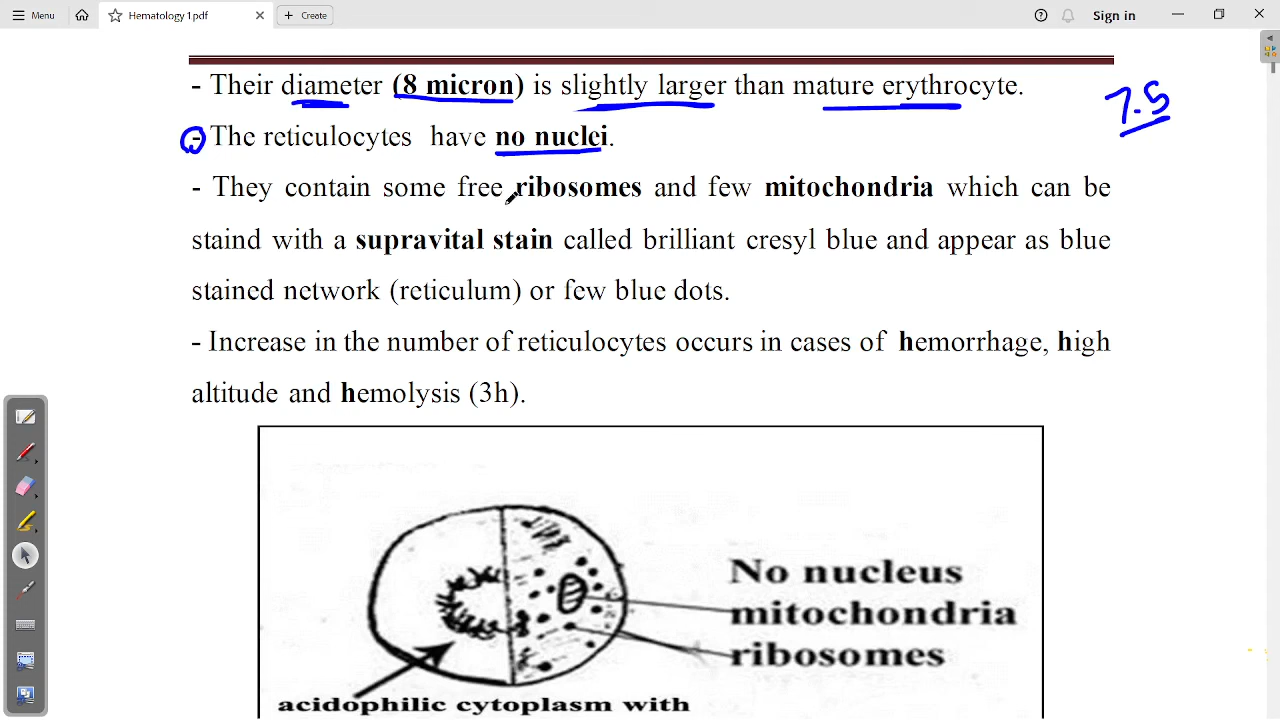 Menu
Hematology 1.pdf
Create
Sign in
- Their diameter (8 micron) is slightly larger than mature erythrocyte.
7.5
- The reticulocytes have no nuclei.
- They contain some free ribosomes and few mitochondria which can be
staind with a supravital stain called brilliant cresyl blue and appear as blue
stained network (reticulum) or few blue dots.
- Increase in the number of reticulocytes occurs in cases of hemorrhage, high
altitude and hemolysis (3h).
No nucleus
mitochondria
ribosomes
acidophilic cytoplasm with